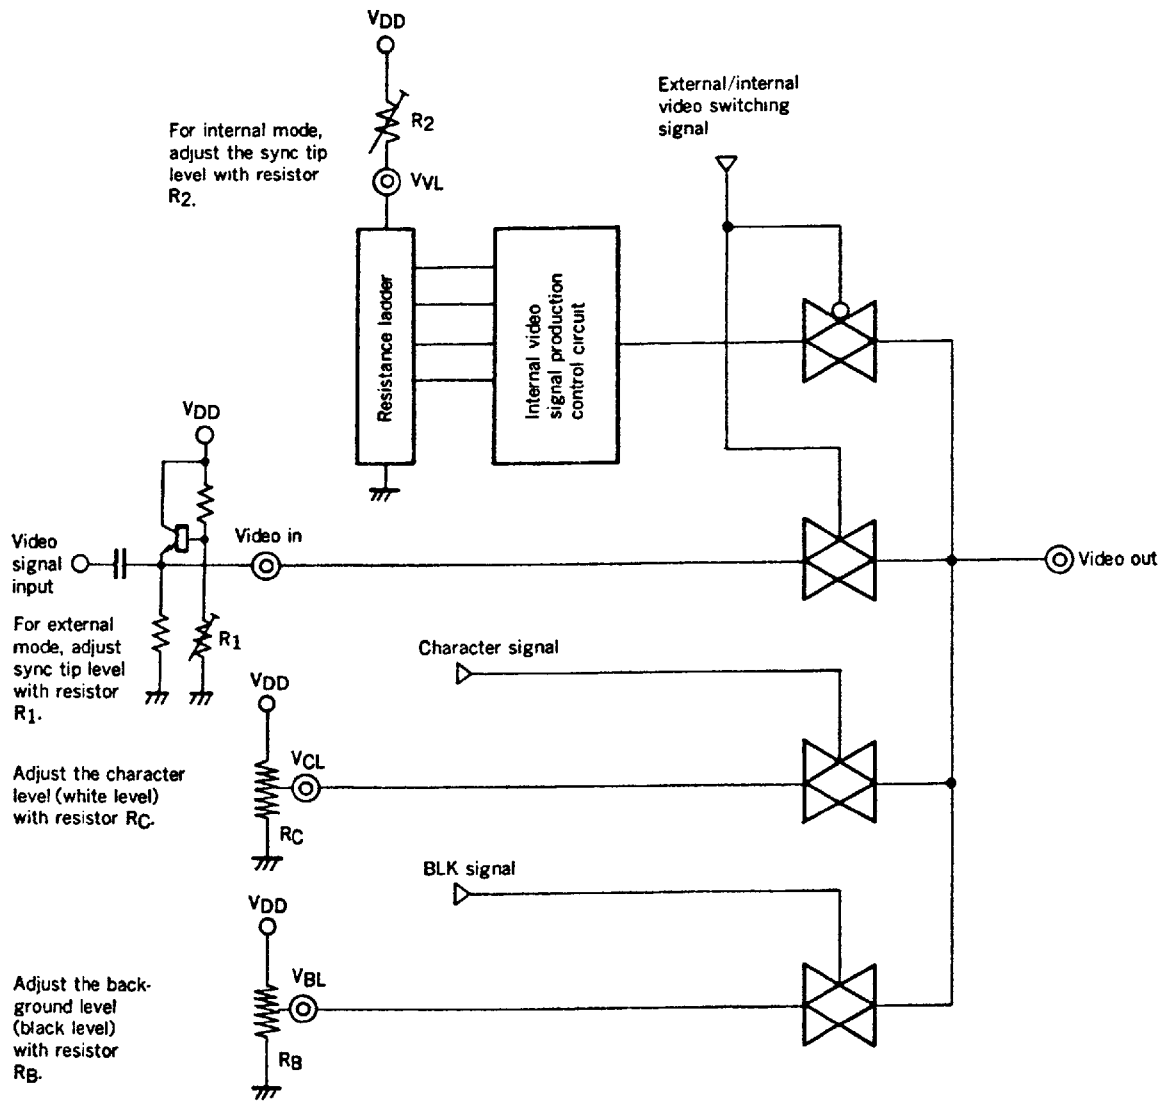 VDD
External/internal
video switching
signal
R2
For internal mode,
adjust the sync tip
level with resistor
R2.
VVL
Resistance ladder
Internal video
signal production
control circuit
VDD
Video in
Video
signal
input
Video out
For external
mode, adjust
sync tip level
with resistor
R1.
R1
Character signal
VDD
VCL
Adjust the character
level (white level)
with resistor RC.
RC
BLK signal
VDD
VBL
Adjust the back-
ground level
(black level)
with resistor
RB.
RB